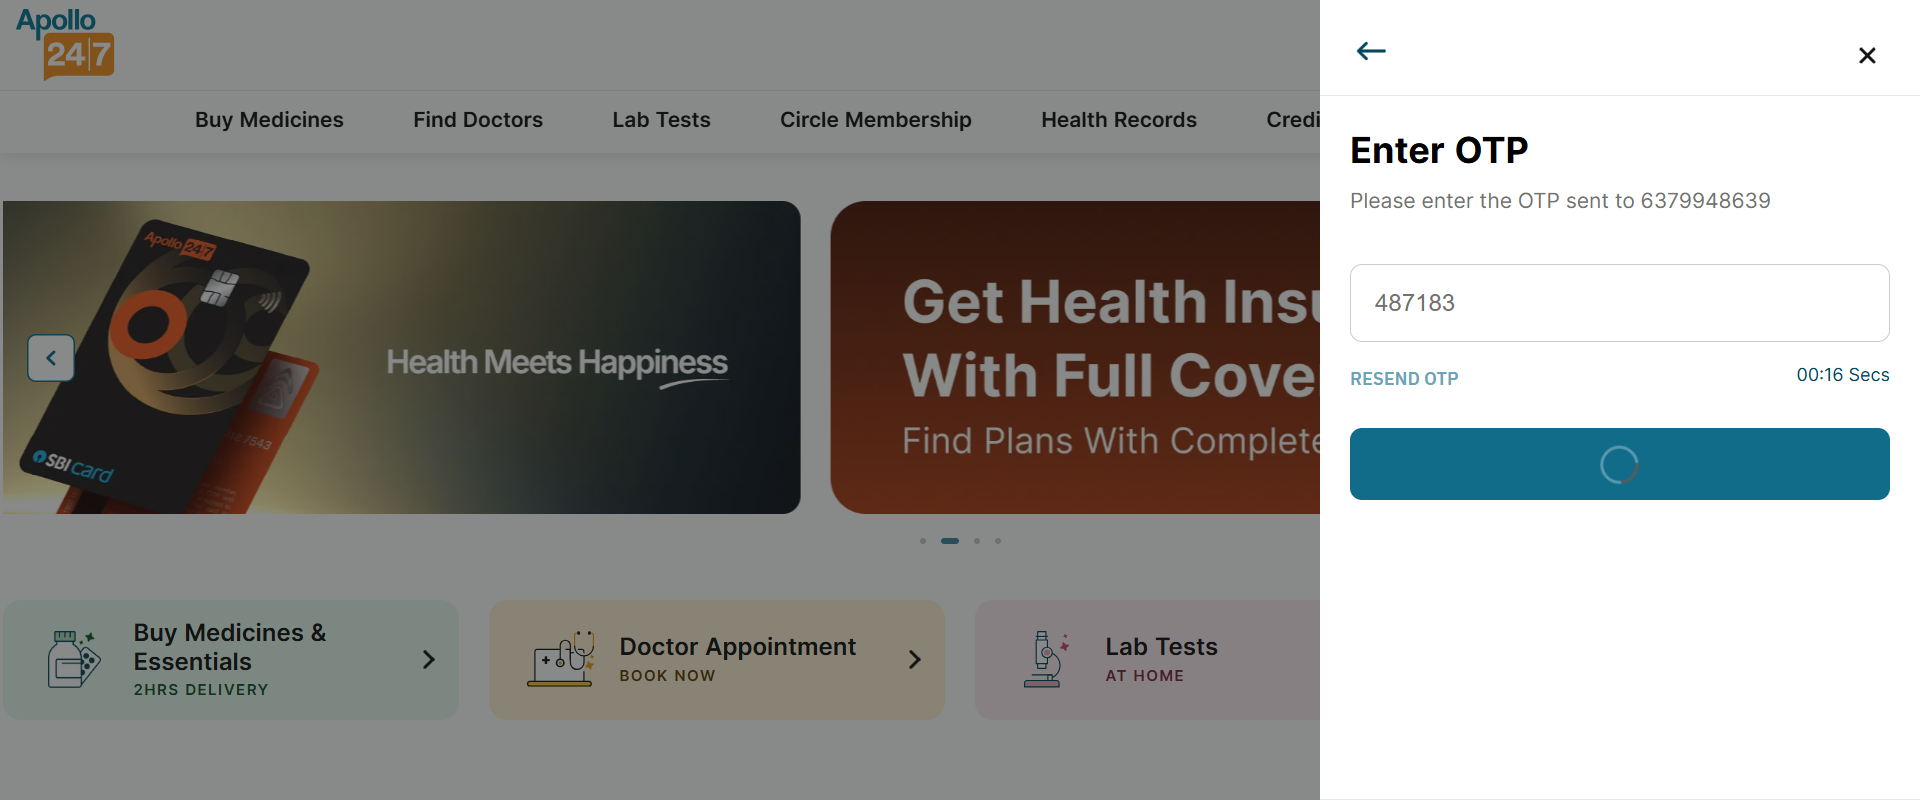 Apollo
24|7
Buy Medicines
Find Doctors
Lab Tests
Circle Membership
Health Records
Credi
Apollo 24|7
SBI card
Health Meets Happiness
Get Health Insu
With Full Cove
Find Plans With Complete
Buy Medicines &
Essentials
2HRS DELIVERY
Doctor Appointment
BOOK NOW
Lab Tests
AT HOME
Enter OTP
Please enter the OTP sent to 6379948639
487183
RESEND OTP
00:16 Secs